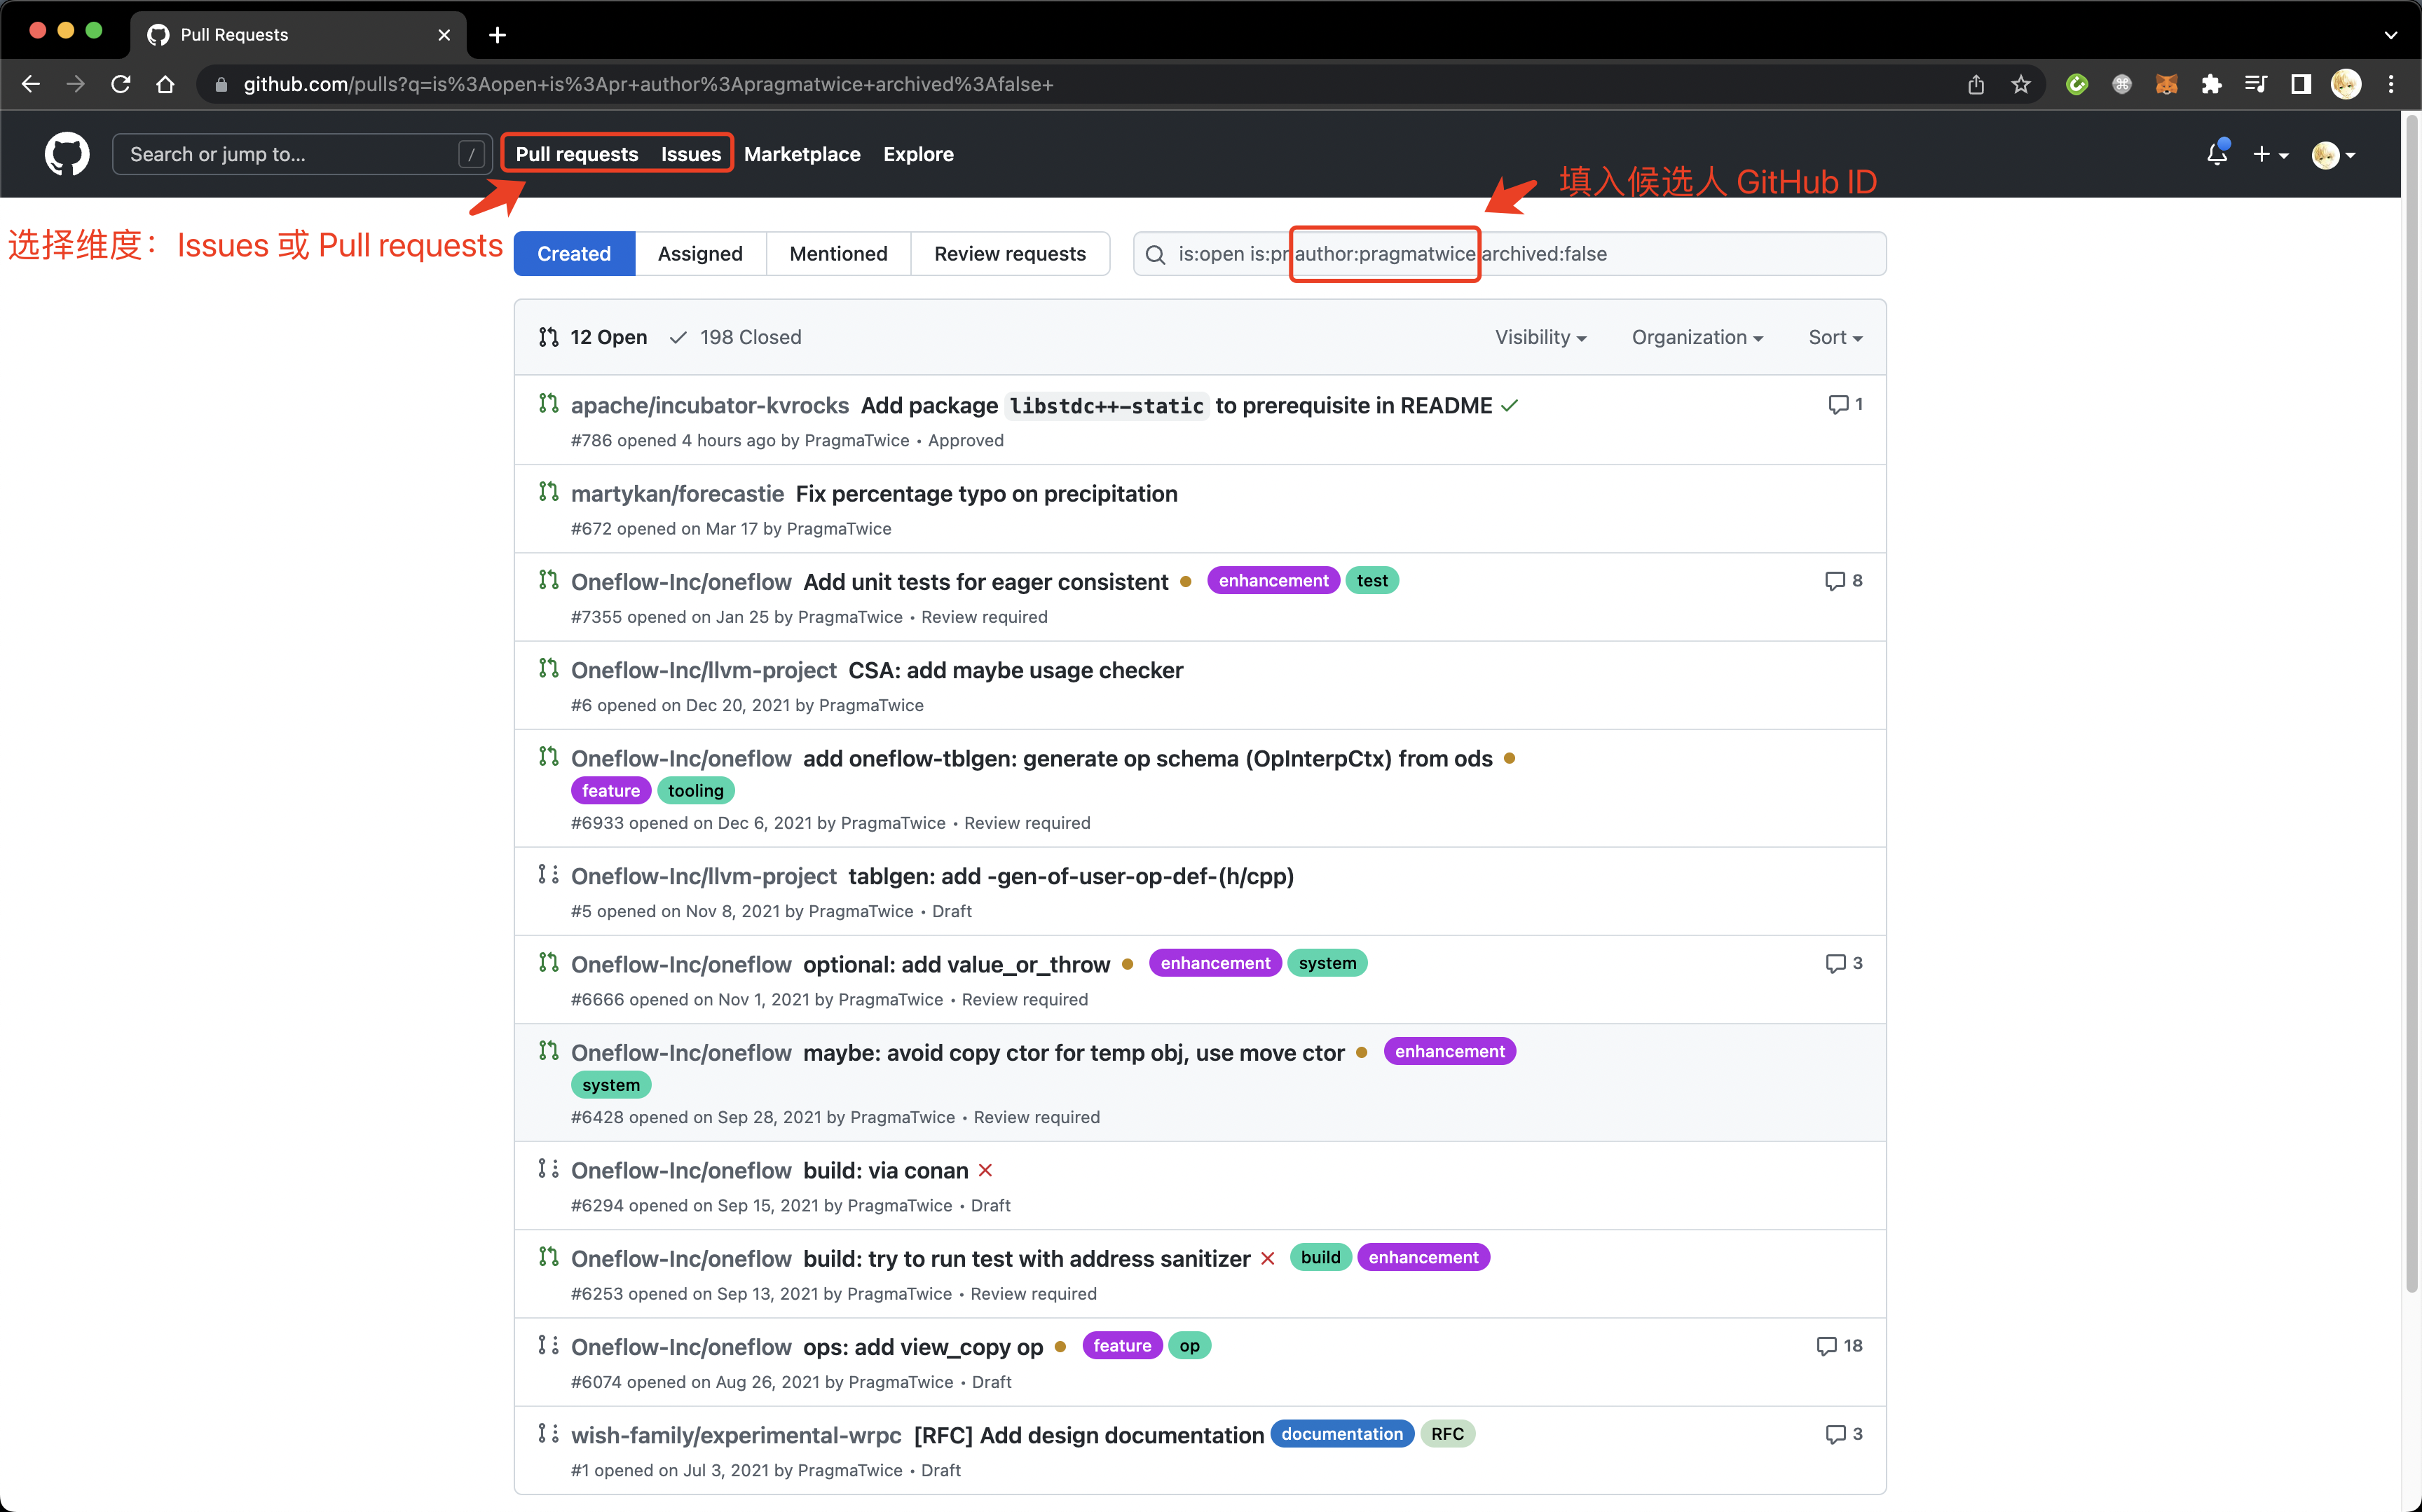 Pull Requests
github.com/pulls?q=is%3Aopen+is%3Apr+author%3Apragmatwice+archived%3Afalse+
Search or jump to... /
Pull requests Issues Marketplace Explore
填入候选人 GitHub ID
选择维度：Issues 或 Pull requests
Created Assigned Mentioned Review requests
is:open is:pr author:pragmatwice archived:false
12 Open 198 Closed Visibility Organization Sort
apache/incubator-kvrocks Add package libstdc++-static to prerequisite in README 1
#786 opened 4 hours ago by PragmaTwice • Approved
martykan/forecastie Fix percentage typo on precipitation
#672 opened on Mar 17 by PragmaTwice
Oneflow-Inc/oneflow Add unit tests for eager consistent enhancement test 8
#7355 opened on Jan 25 by PragmaTwice • Review required
Oneflow-Inc/llvm-project CSA: add maybe usage checker
#6 opened on Dec 20, 2021 by PragmaTwice
Oneflow-Inc/oneflow add oneflow-tblgen: generate op schema (OpInterpCtx) from ods
feature tooling
#6933 opened on Dec 6, 2021 by PragmaTwice • Review required
Oneflow-Inc/llvm-project tablgen: add -gen-of-user-op-def-(h/cpp)
#5 opened on Nov 8, 2021 by PragmaTwice • Draft
Oneflow-Inc/oneflow optional: add value_or_throw enhancement system 3
#6666 opened on Nov 1, 2021 by PragmaTwice • Review required
Oneflow-Inc/oneflow maybe: avoid copy ctor for temp obj, use move ctor enhancement
system
#6428 opened on Sep 28, 2021 by PragmaTwice • Review required
Oneflow-Inc/oneflow build: via conan
#6294 opened on Sep 15, 2021 by PragmaTwice • Draft
Oneflow-Inc/oneflow build: try to run test with address sanitizer build enhancement
#6253 opened on Sep 13, 2021 by PragmaTwice • Review required
Oneflow-Inc/oneflow ops: add view_copy op feature op 18
#6074 opened on Aug 26, 2021 by PragmaTwice • Draft
wish-family/experimental-wrpc [RFC] Add design documentation documentation RFC 3
#1 opened on Jul 3, 2021 by PragmaTwice • Draft